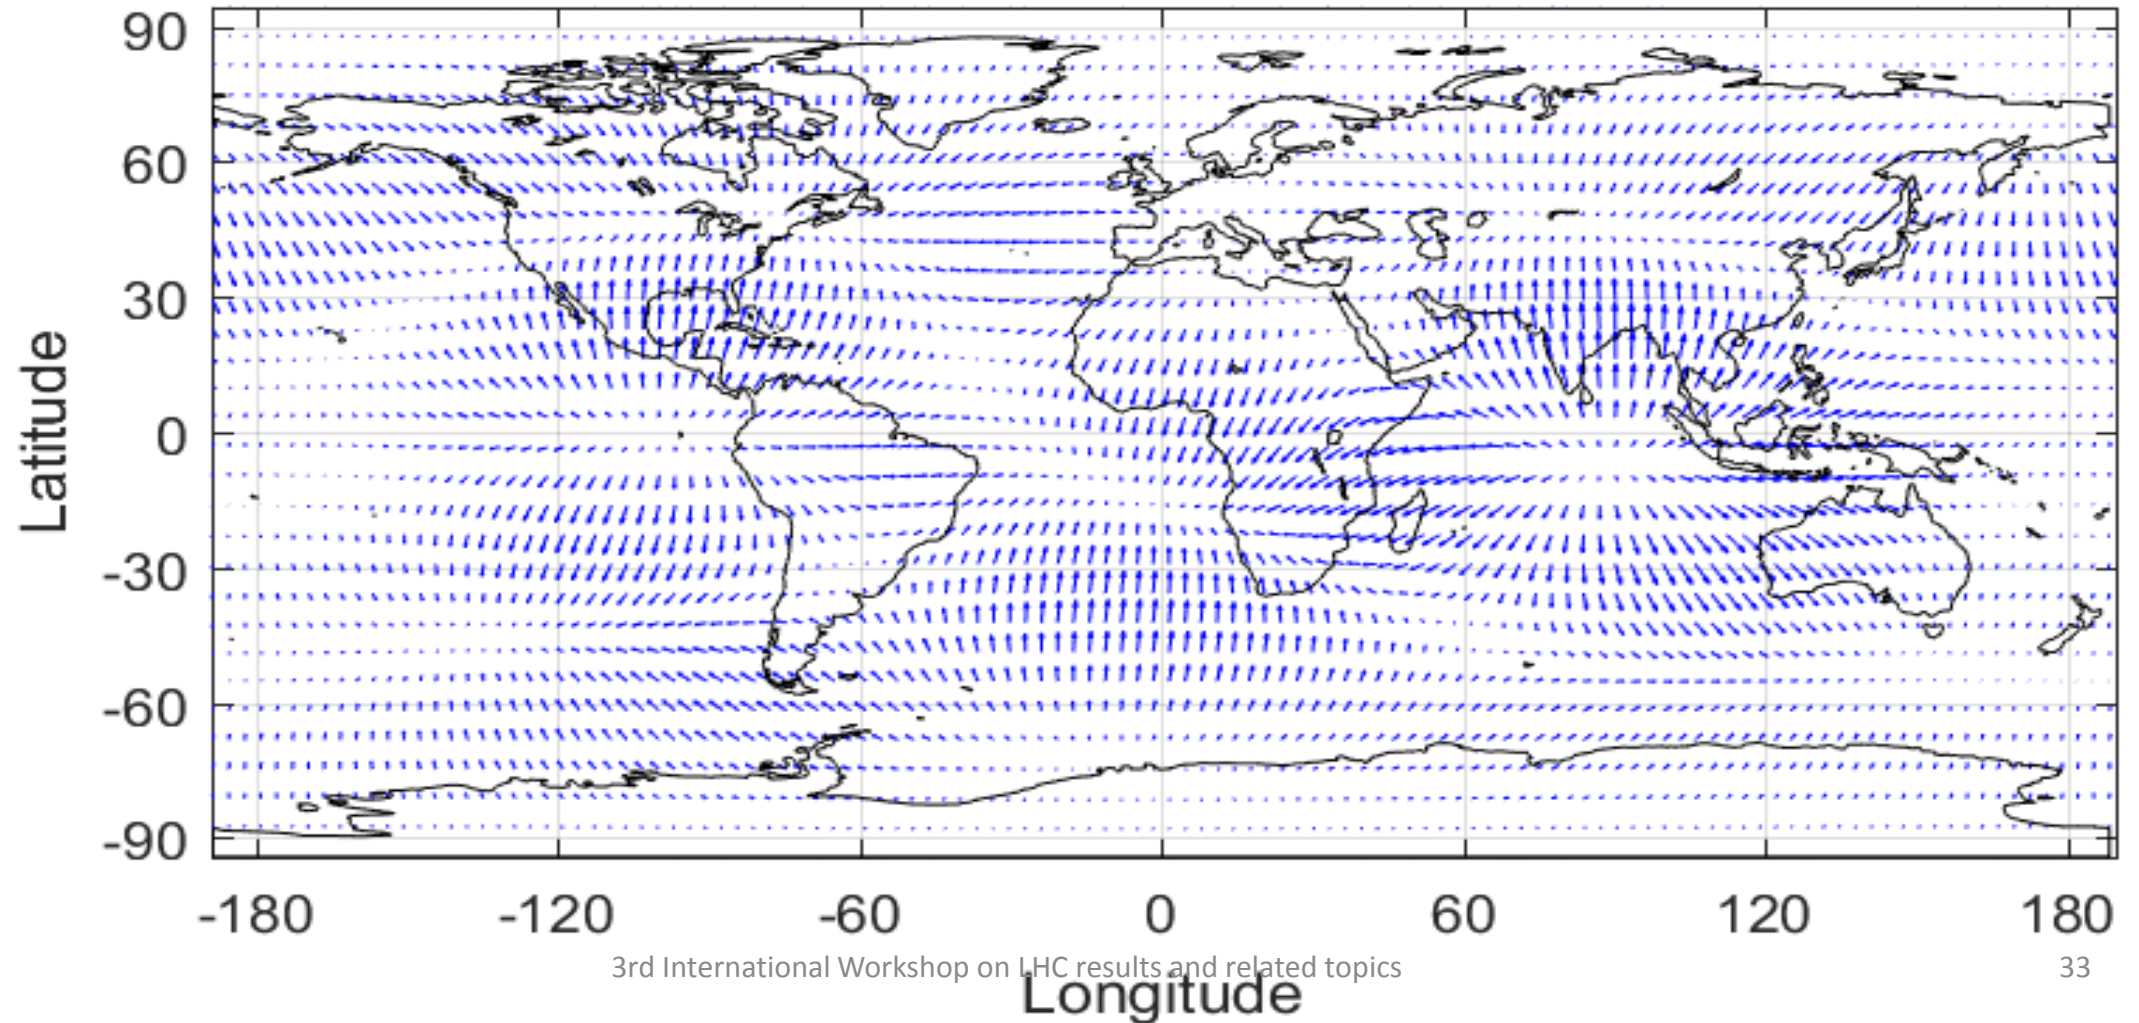 90
60
30
0
-30
-60
-90
Latitude
-180 -120 -60 0 60 120 180
3rd International Workshop on LHC results and related topics 33
Longitude